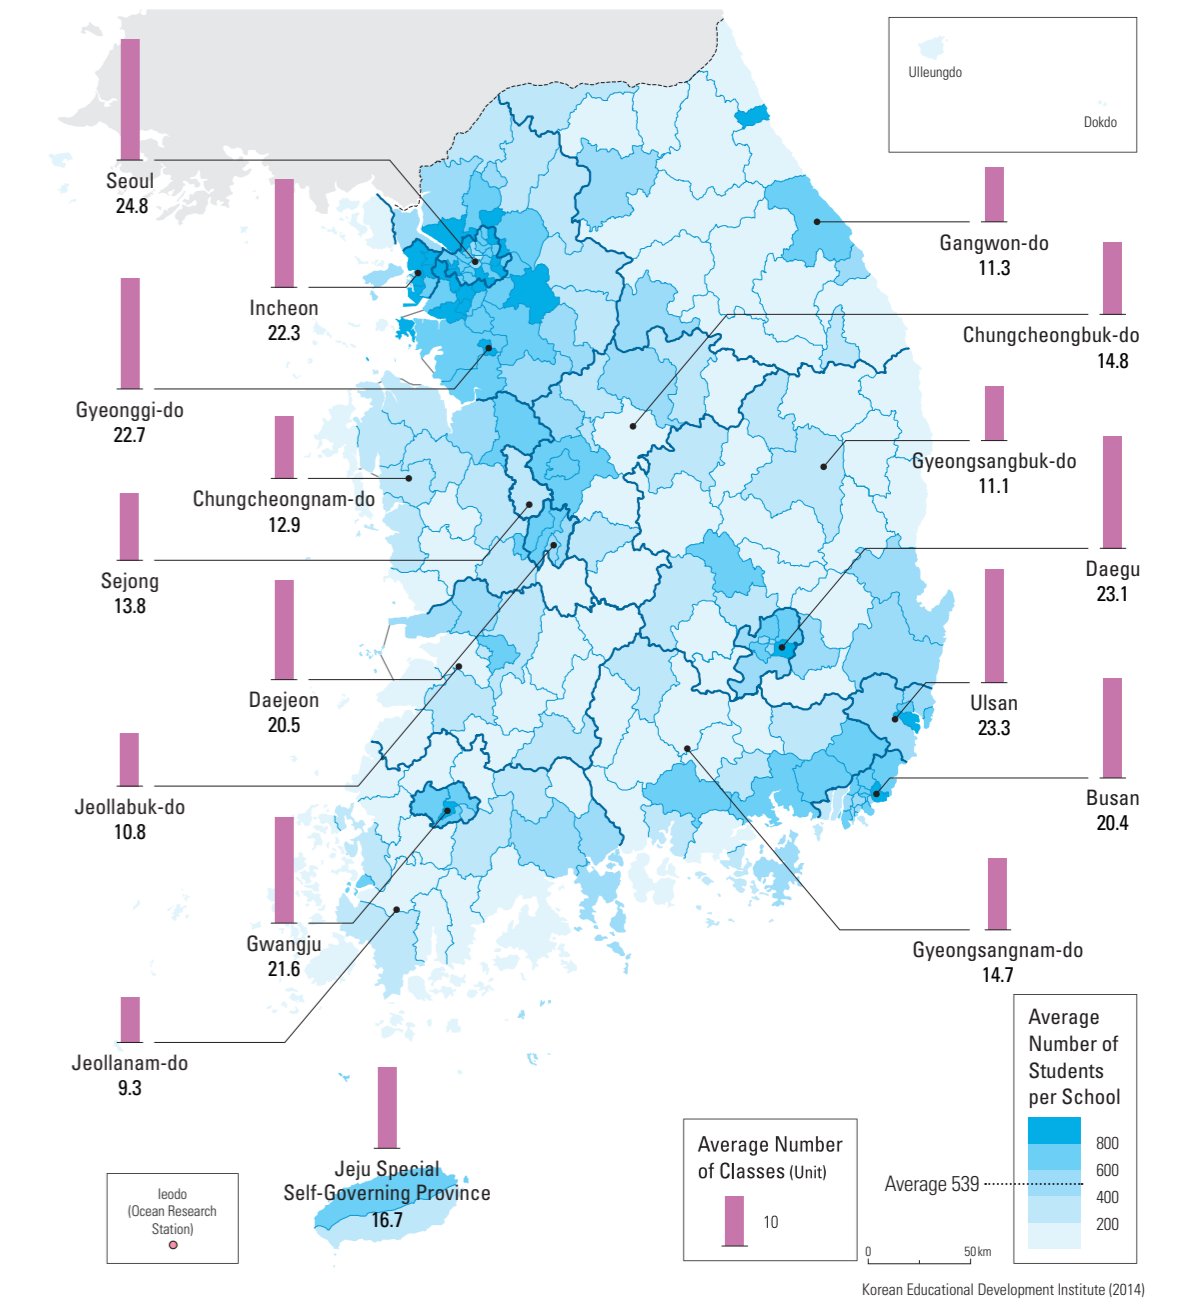 Ulleungdo
Dokdo
Seoul
24.8
Incheon
22.3
Gyeonggi-do
22.7
Chungcheongnam-do
12.9
Sejong
13.8
Daejeon
20.5
Jeollabuk-do
10.8
Gwangju
21.6
Jeollanam-do
9.3
Jeju Special
Self-Governing Province
16.7
Gangwon-do
11.3
Chungcheongbuk-do
14.8
Gyeongsangbuk-do
11.1
Daegu
23.1
Ulsan
23.3
Busan
20.4
Gyeongsangnam-do
14.7
Ieodo
(Ocean Research
Station)
Average Number
of Classes (Unit)
10
Average
Number of
Students
per School
800
600
Average 539
400
200
0 50km
Korean Educational Development Institute (2014)